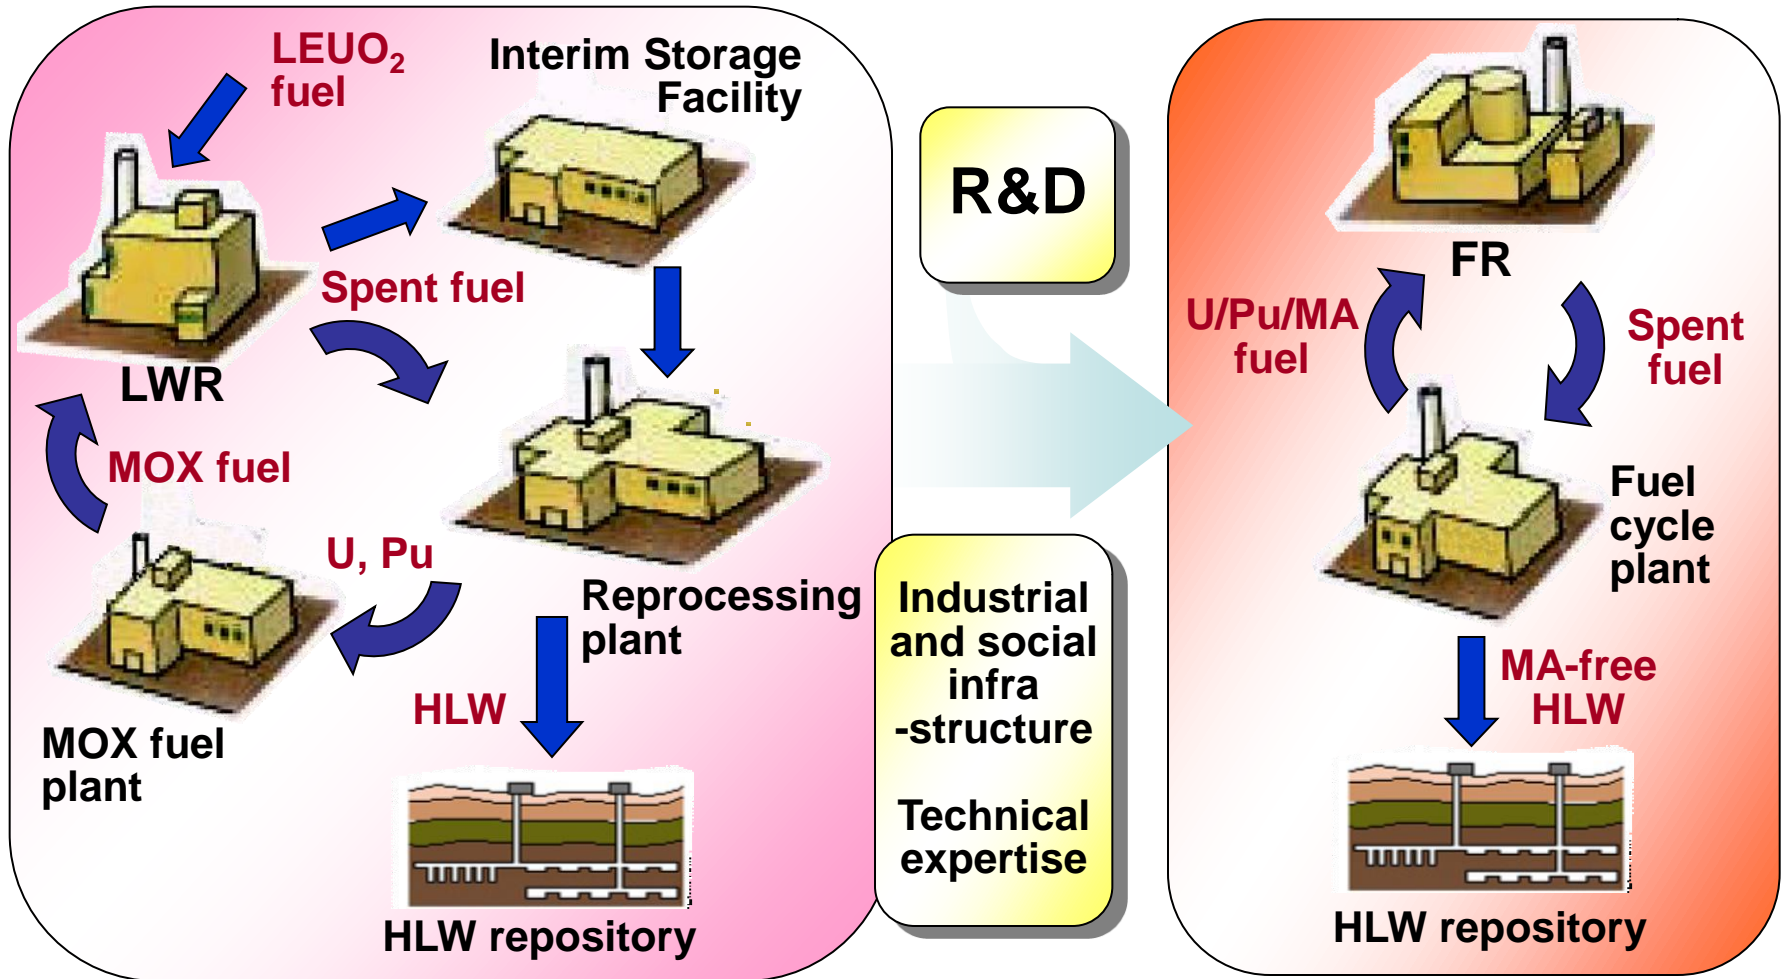 LEUO₂
fuel
Interim Storage
Facility
Spent fuel
LWR
MOX fuel
U, Pu
Reprocessing
plant
HLW
MOX fuel
plant
HLW repository
R&D
Industrial
and social
infra
-structure
Technical
expertise
FR
U/Pu/MA
fuel
Spent
fuel
Fuel
cycle
plant
MA-free
HLW
HLW repository